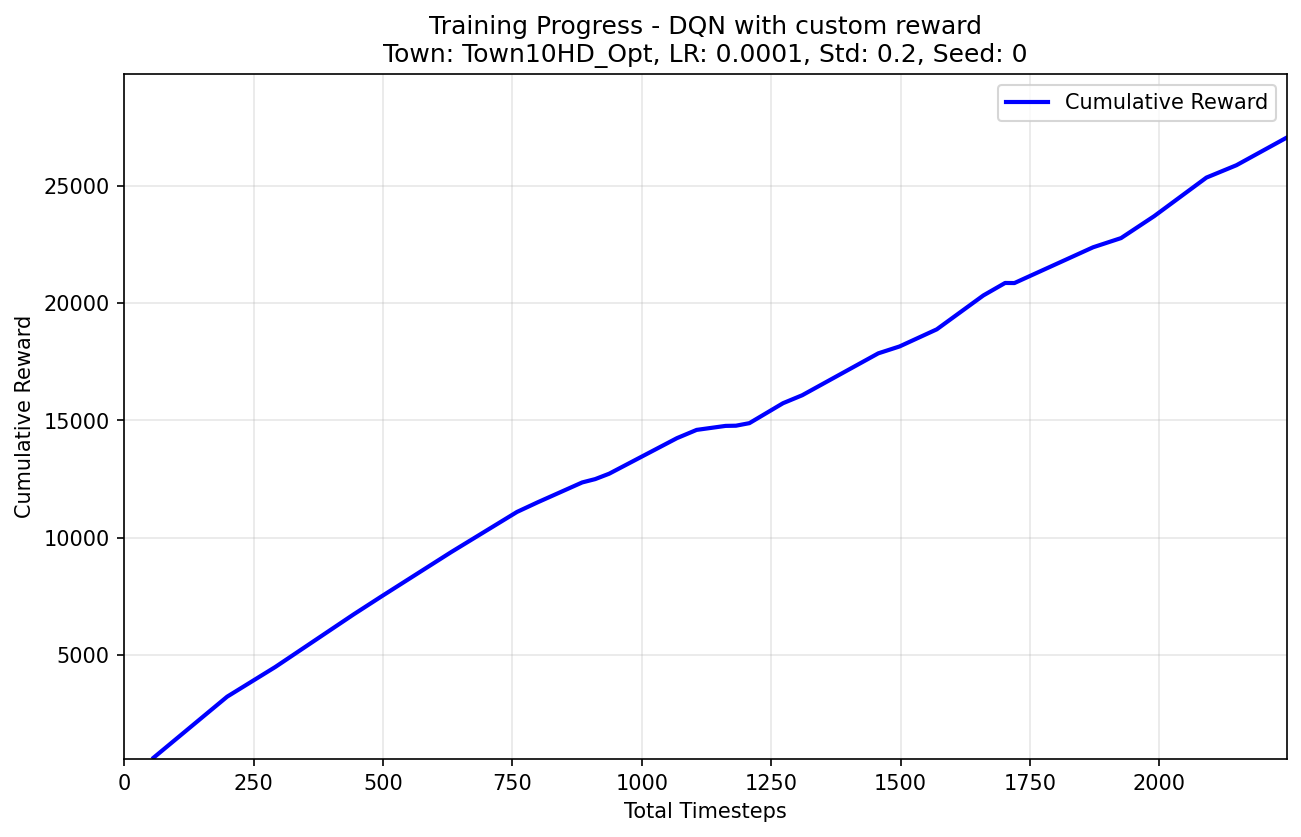 Training Progress - DQN with custom reward
Town: Town10HD_Opt, LR: 0.0001, Std: 0.2, Seed: 0
Cumulative Reward
25000
20000
15000
10000
5000
Cumulative Reward
0 250 500 750 1000 1250 1500 1750 2000
Total Timesteps